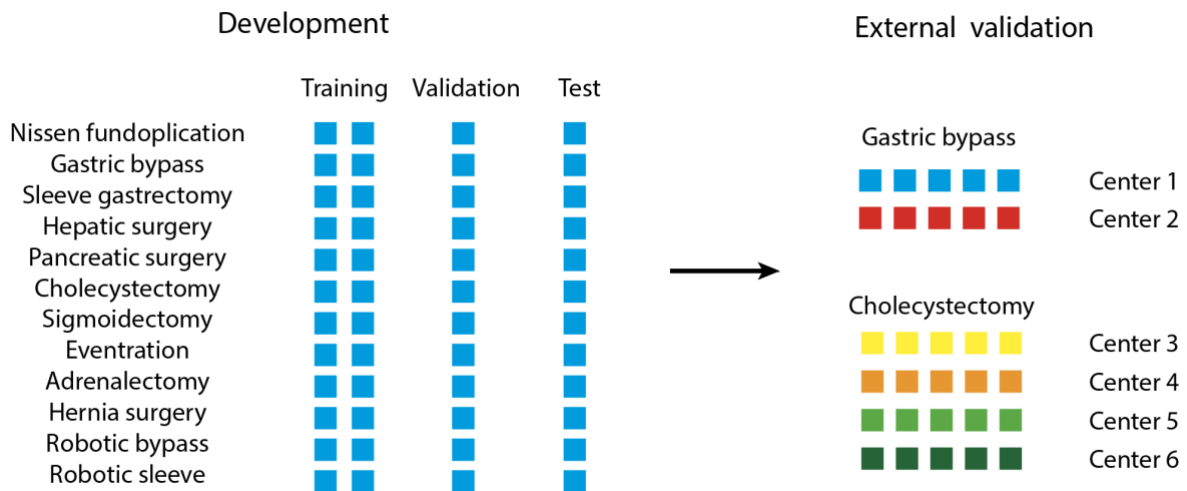 Development
Training Validation Test
Nissen fundoplication
Gastric bypass
Sleeve gastrectomy
Hepatic surgery
Pancreatic surgery
Cholecystectomy
Sigmoidectomy
Eventration
Adrenalectomy
Hernia surgery
Robotic bypass
Robotic sleeve
External validation
Gastric bypass
Center 1
Center 2
Cholecystectomy
Center 3
Center 4
Center 5
Center 6